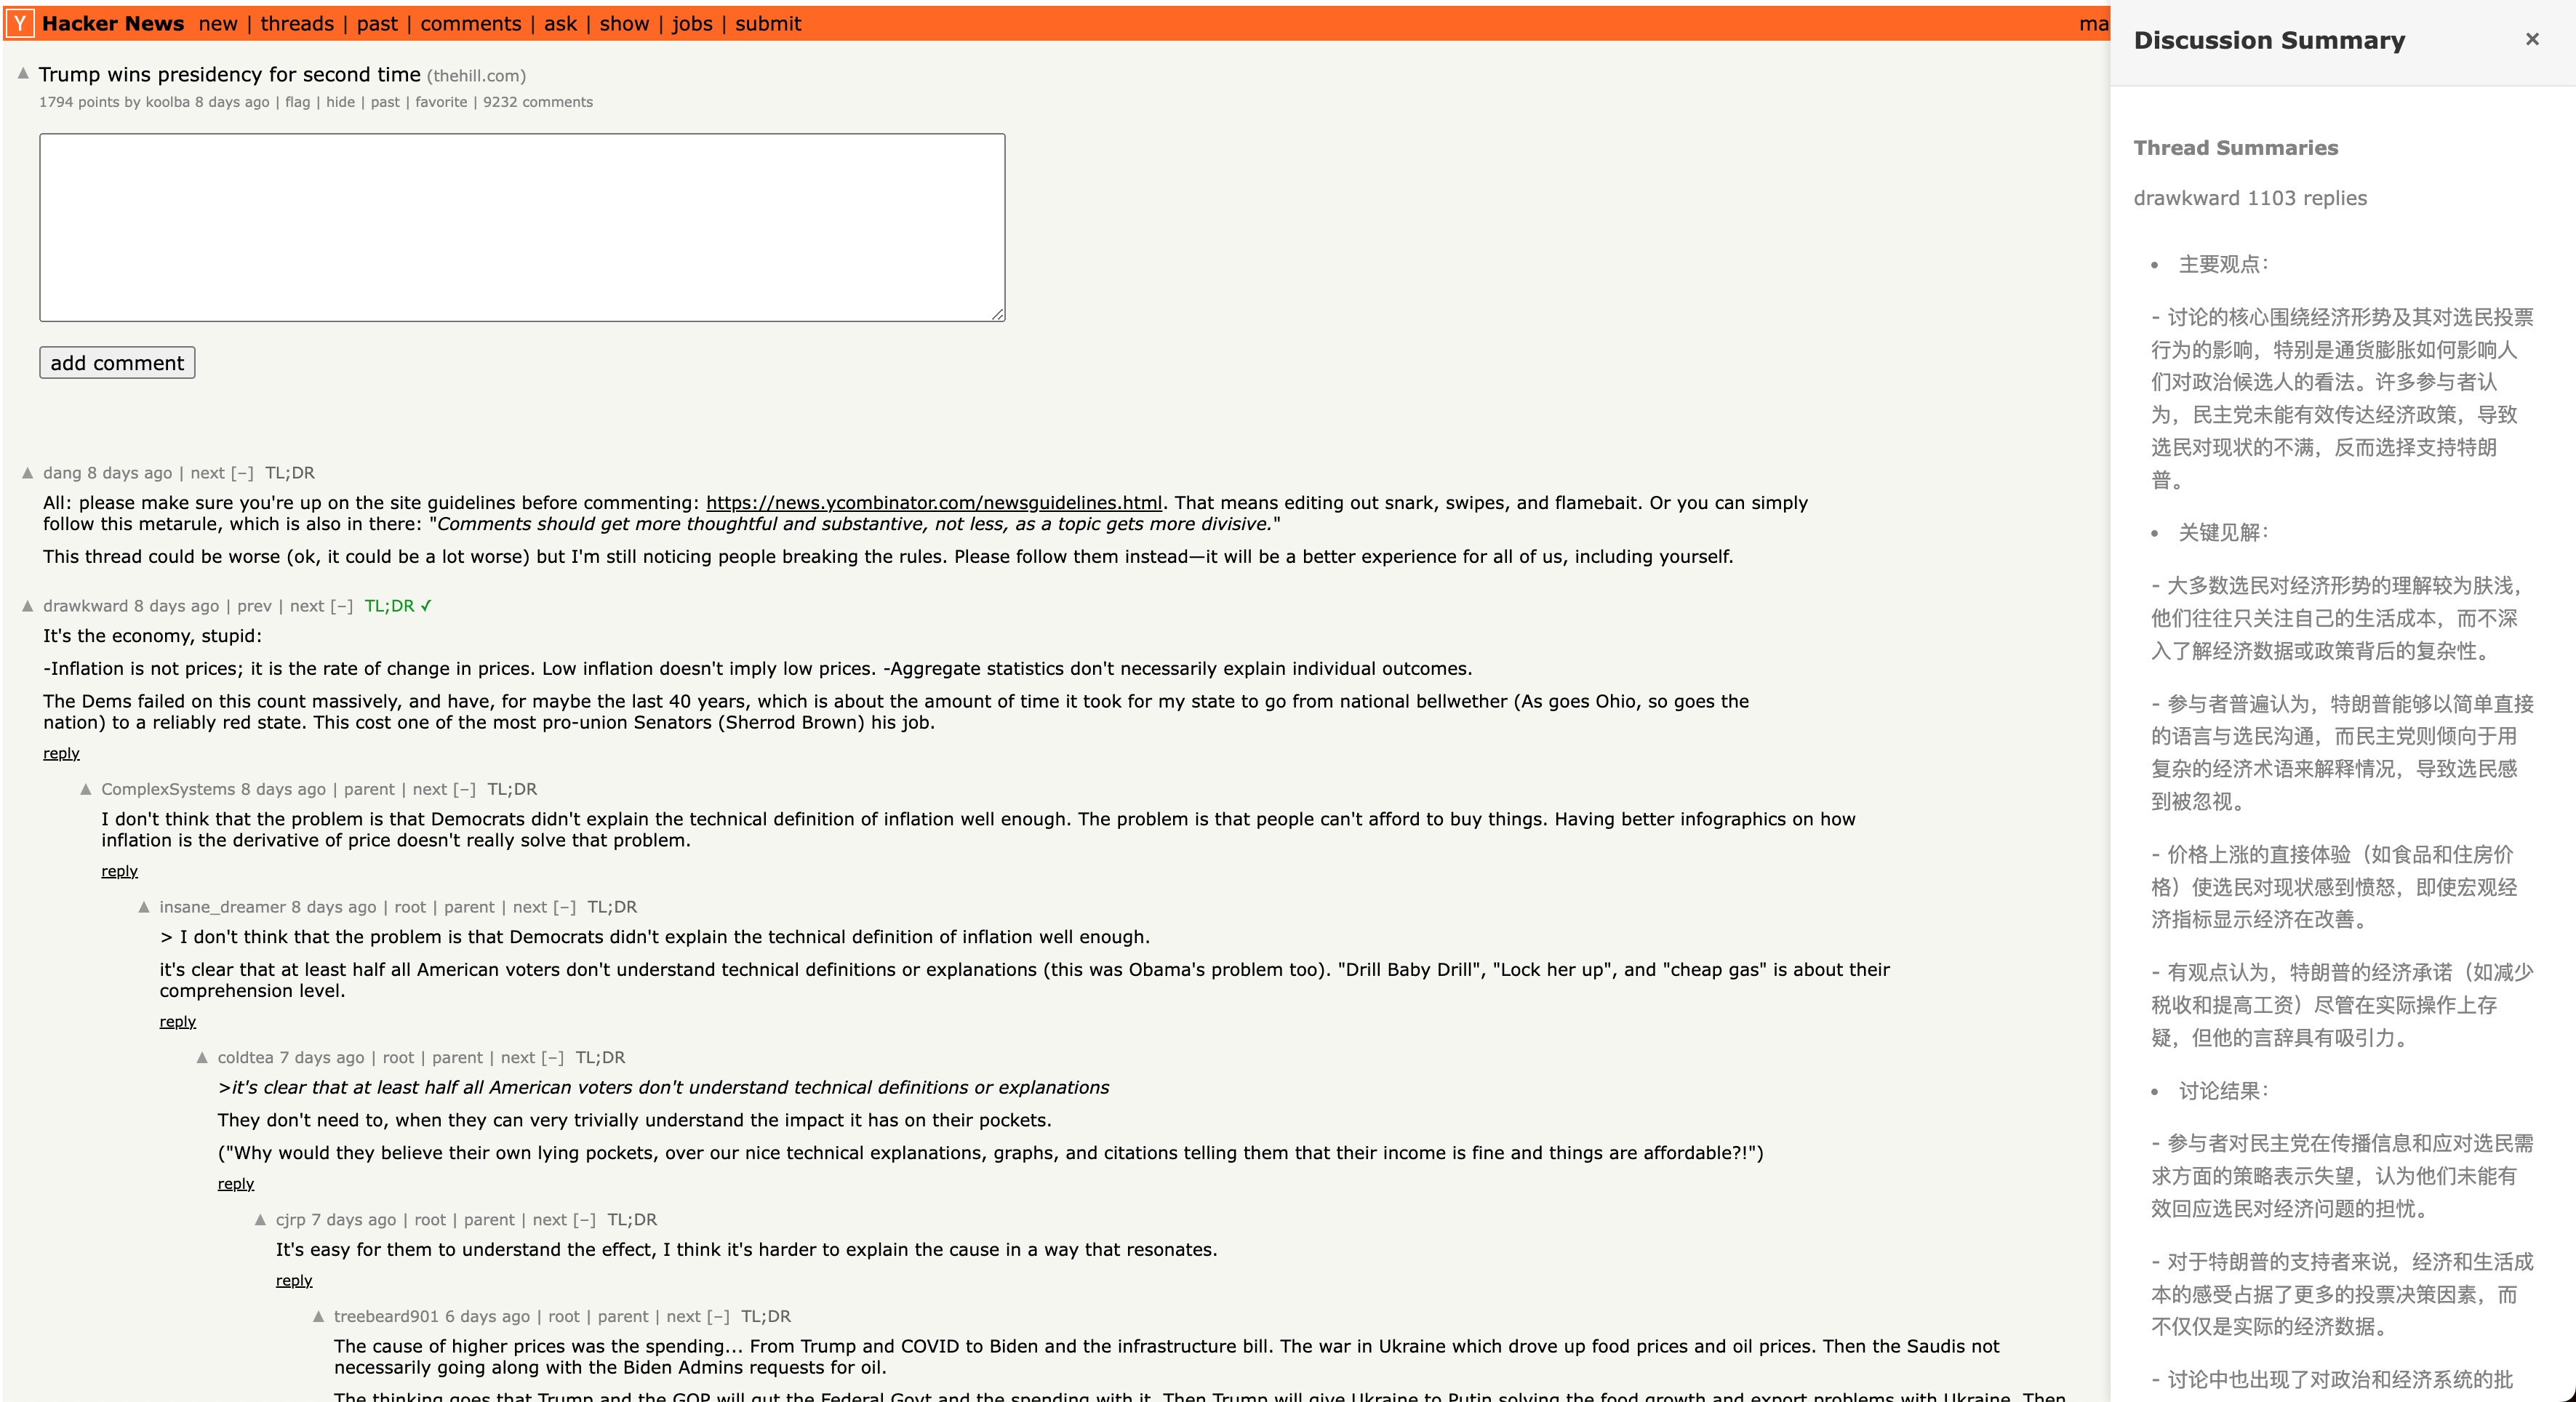 Y Hacker News new | threads | past | comments | ask | show | jobs | submit ma
▲ Trump wins presidency for second time (thehill.com)
1794 points by koolba 8 days ago | flag | hide | past | favorite | 9232 comments
add comment
▲ dang 8 days ago | next [–] TL;DR
All: please make sure you're up on the site guidelines before commenting: https://news.ycombinator.com/newsguidelines.html. That means editing out snark, swipes, and flamebait. Or you can simply
follow this metarule, which is also in there: "Comments should get more thoughtful and substantive, not less, as a topic gets more divisive."
This thread could be worse (ok, it could be a lot worse) but I'm still noticing people breaking the rules. Please follow them instead—it will be a better experience for all of us, including yourself.
▲ drawkward 8 days ago | prev | next [–] TL;DR ✓
It's the economy, stupid:
-Inflation is not prices; it is the rate of change in prices. Low inflation doesn't imply low prices. -Aggregate statistics don't necessarily explain individual outcomes.
The Dems failed on this count massively, and have, for maybe the last 40 years, which is about the amount of time it took for my state to go from national bellwether (As goes Ohio, so goes the
nation) to a reliably red state. This cost one of the most pro-union Senators (Sherrod Brown) his job.
reply
▲ ComplexSystems 8 days ago | parent | next [–] TL;DR
I don't think that the problem is that Democrats didn't explain the technical definition of inflation well enough. The problem is that people can't afford to buy things. Having better infographics on how
inflation is the derivative of price doesn't really solve that problem.
reply
▲ insane_dreamer 8 days ago | root | parent | next [–] TL;DR
> I don't think that the problem is that Democrats didn't explain the technical definition of inflation well enough.
it's clear that at least half all American voters don't understand technical definitions or explanations (this was Obama's problem too). "Drill Baby Drill", "Lock her up", and "cheap gas" is about their
comprehension level.
reply
▲ coldtea 7 days ago | root | parent | next [–] TL;DR
>it's clear that at least half all American voters don't understand technical definitions or explanations
They don't need to, when they can very trivially understand the impact it has on their pockets.
("Why would they believe their own lying pockets, over our nice technical explanations, graphs, and citations telling them that their income is fine and things are affordable?!")
reply
▲ cjrp 7 days ago | root | parent | next [–] TL;DR
It's easy for them to understand the effect, I think it's harder to explain the cause in a way that resonates.
reply
▲ treebeard901 6 days ago | root | parent | next [–] TL;DR
The cause of higher prices was the spending... From Trump and COVID to Biden and the infrastructure bill. The war in Ukraine which drove up food prices and oil prices. Then the Saudis not
necessarily going along with the Biden Admins requests for oil.
The thinking goes that Trump and the GOP will gut the Federal Govt and the spending with it. Then Trump will give Ukraine to Putin solving the food growth and export problems with Ukraine. Then
Discussion Summary ×
Thread Summaries
drawkward 1103 replies
• 主要观点：
- 讨论的核心围绕经济形势及其对选民投票
行为的影响，特别是通货膨胀如何影响人
们对政治候选人的看法。许多参与者认
为，民主党未能有效传达经济政策，导致
选民对现状的不满，反而选择支持特朗
普。
• 关键见解：
- 大多数选民对经济形势的理解较为肤浅，
他们往往只关注自己的生活成本，而不深
入了解经济数据或政策背后的复杂性。
- 参与者普遍认为，特朗普能够以简单直接
的语言与选民沟通，而民主党则倾向于用
复杂的经济术语来解释情况，导致选民感
到被忽视。
- 价格上涨的直接体验（如食品和住房价
格）使选民对现状感到愤怒，即使宏观经
济指标显示经济在改善。
- 有观点认为，特朗普的经济承诺（如减少
税收和提高工资）尽管在实际操作上存
疑，但他的言辞具有吸引力。
• 讨论结果：
- 参与者对民主党在传播信息和应对选民需
求方面的策略表示失望，认为他们未能有
效回应选民对经济问题的担忧。
- 对于特朗普的支持者来说，经济和生活成
本的感受占据了更多的投票决策因素，而
不仅仅是实际的经济数据。
- 讨论中也出现了对政治和经济系统的批